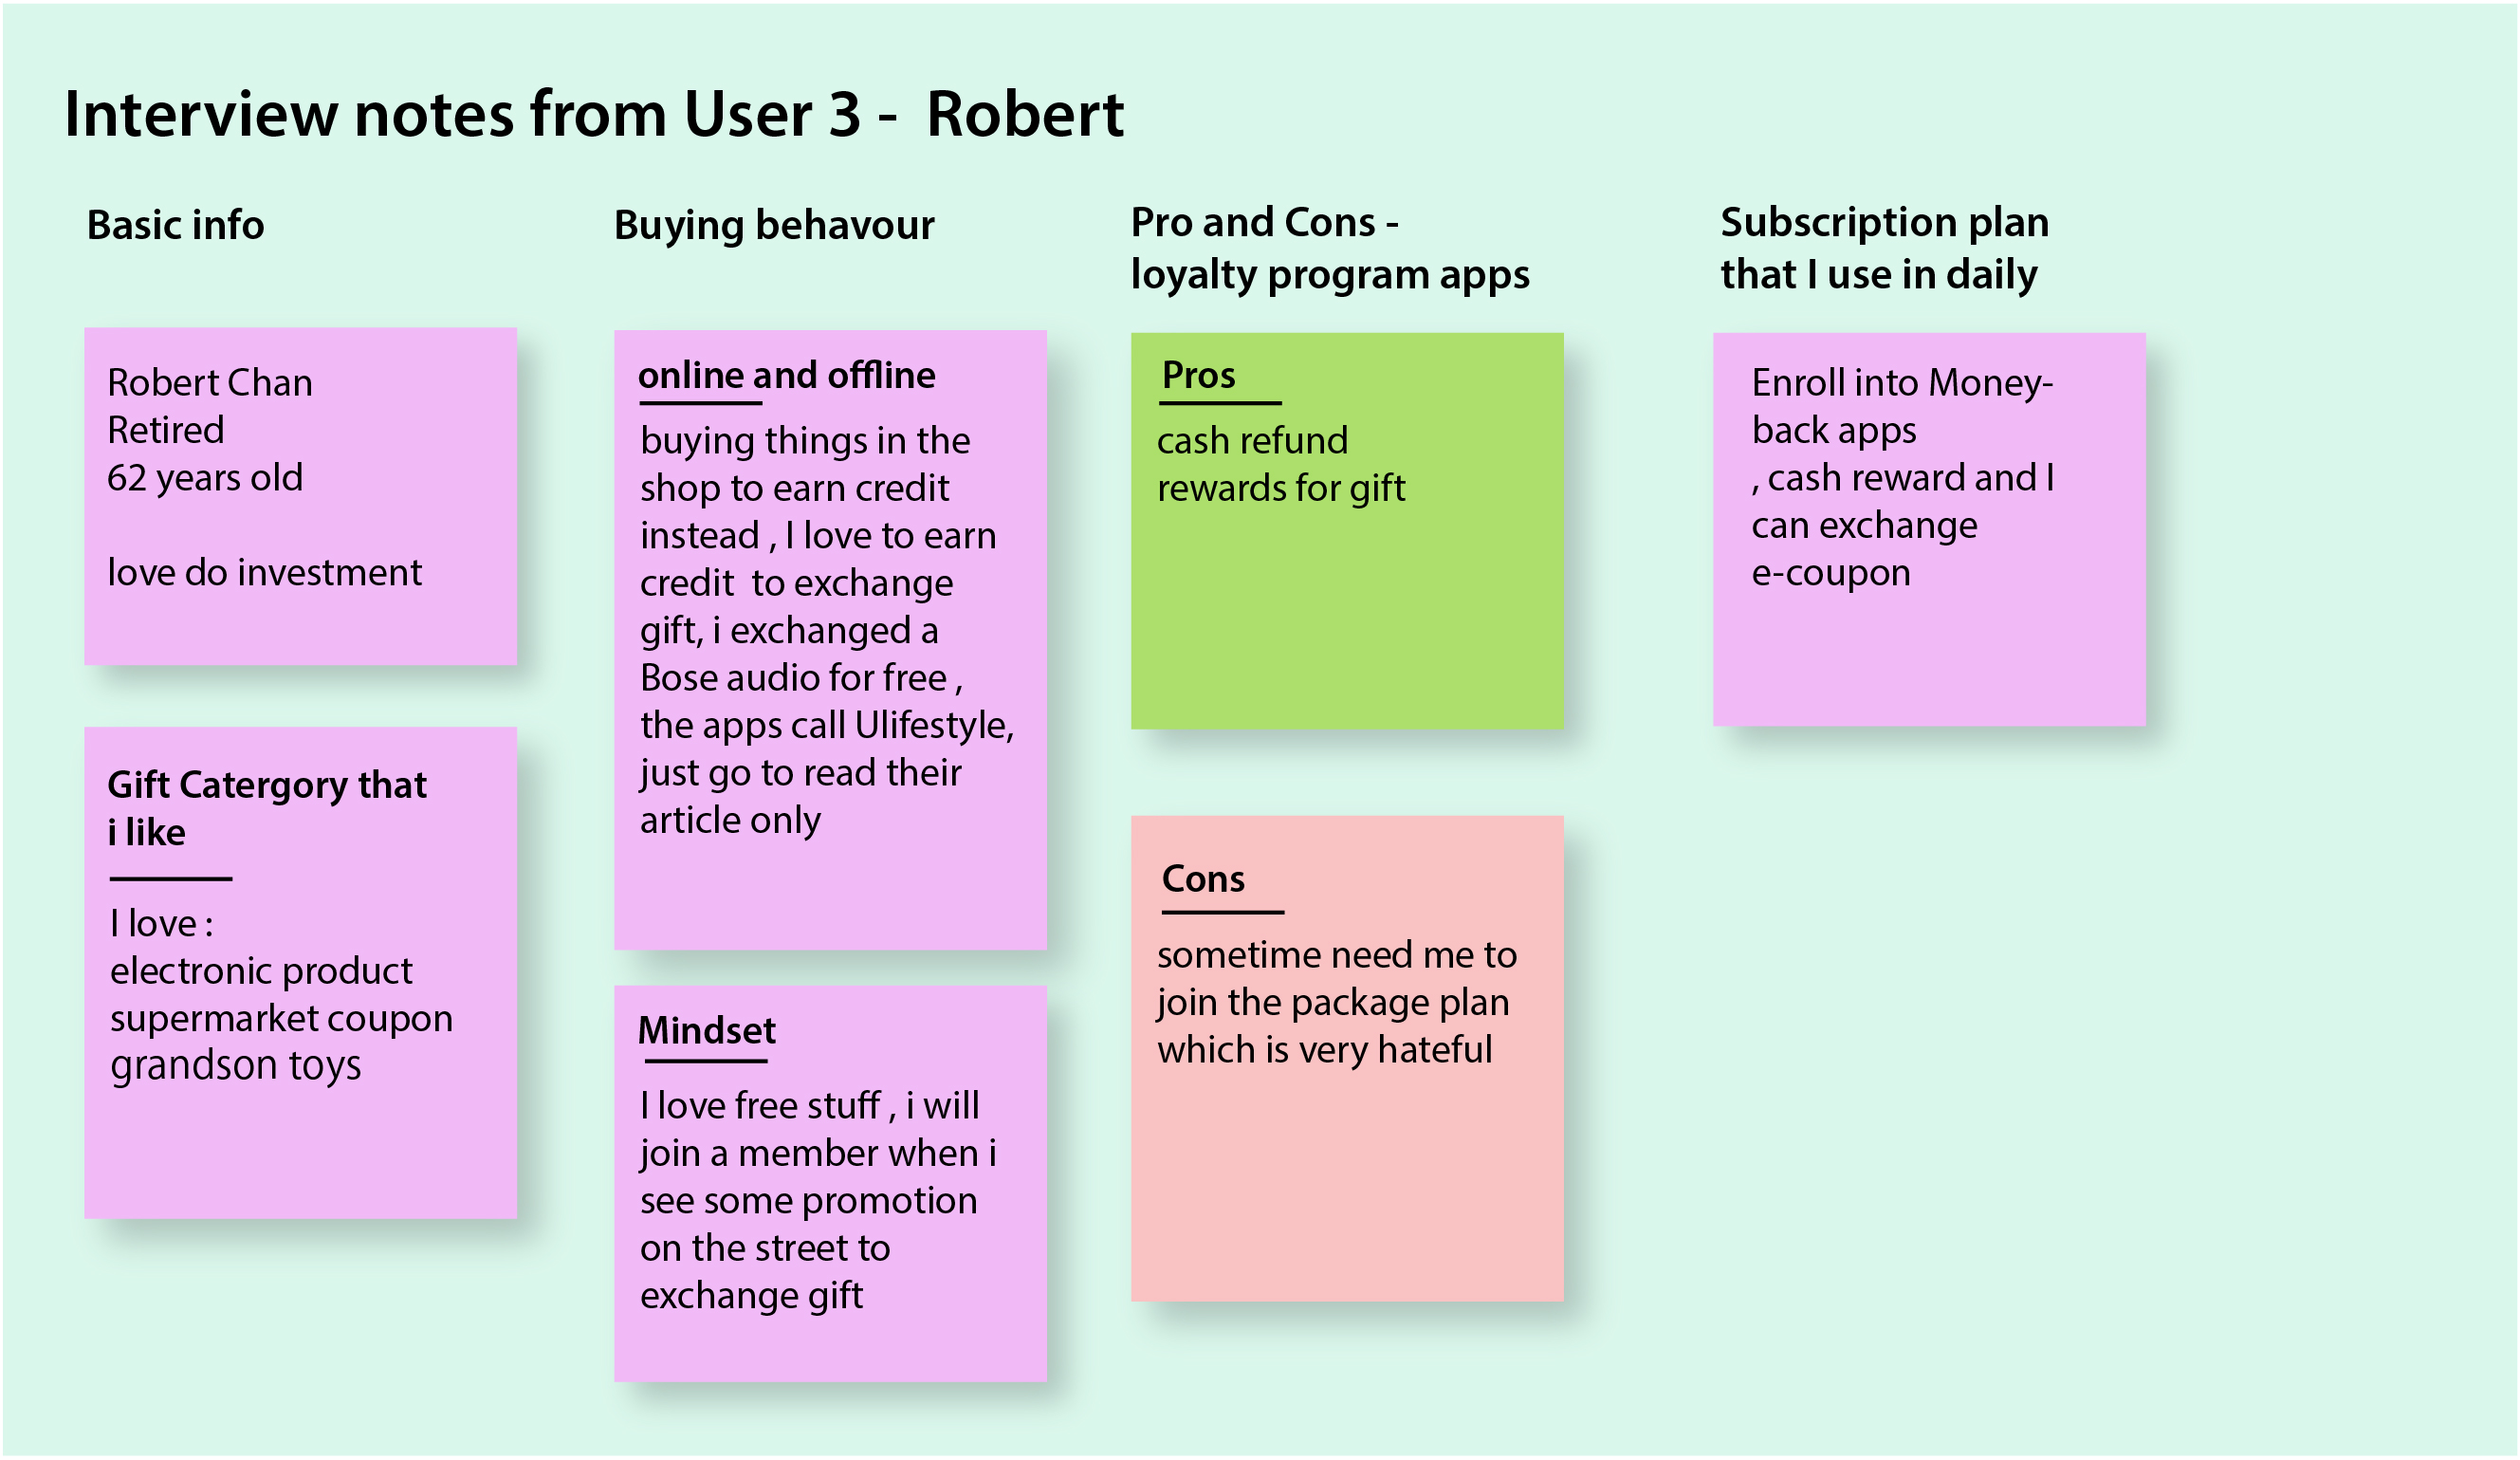 Interview notes from User 3 -  Robert
Basic info
Robert Chan
Retired
62 years old
love do investment
Gift Catergory that
i like
I love :
electronic product
supermarket coupon
grandson toys
Buying behavour
online and offline
buying things in the
shop to earn credit
instead , I love to earn
credit  to exchange
gift, i exchanged a
Bose audio for free ,
the apps call Ulifestyle,
just go to read their
article only
Mindset
I love free stuff , i will
join a member when i
see some promotion
on the street to
exchange gift
Pro and Cons -
loyalty program apps
Pros
cash refund
rewards for gift
Cons
sometime need me to
join the package plan
which is very hateful
Subscription plan
that I use in daily
Enroll into Money-
back apps
, cash reward and I
can exchange
e-coupon